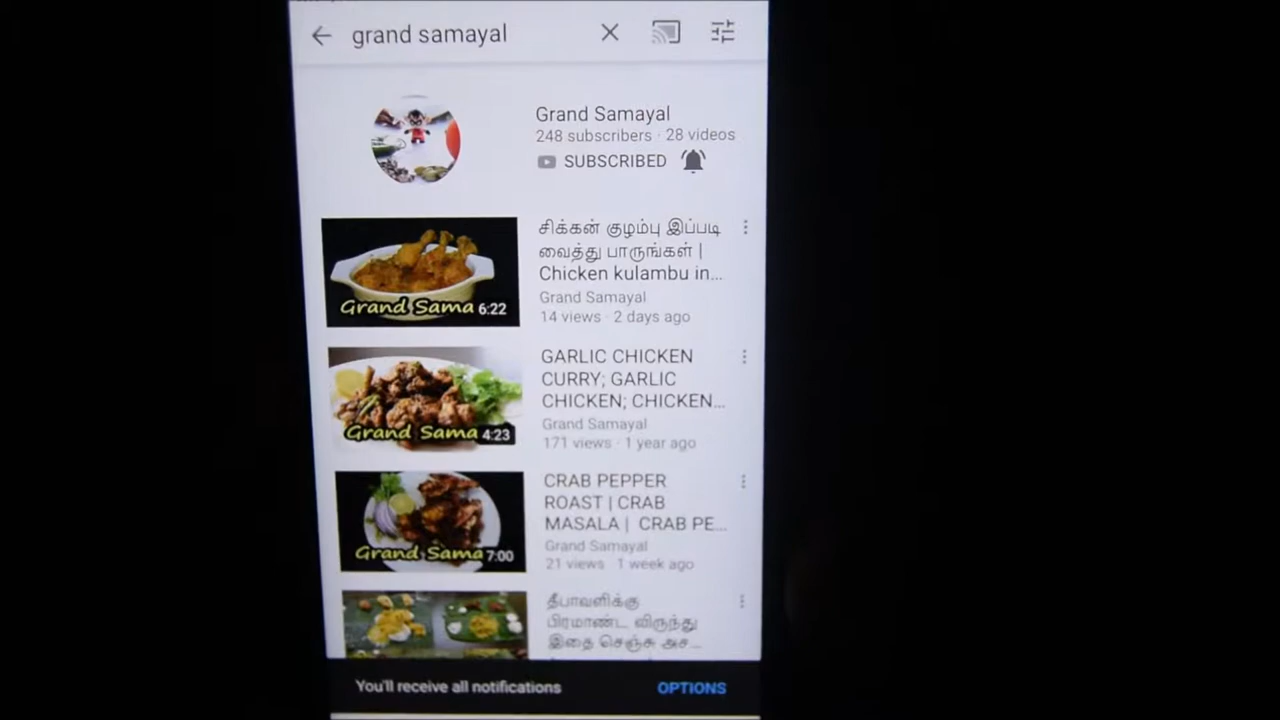 grand samayal
Grand Samayal
248 subscribers · 28 videos
SUBSCRIBED
சிக்கன் குழம்பு இப்படி
வைத்து பாருங்கள் |
Chicken kulambu in...
Grand Samayal
14 views · 2 days ago
Grand Sama 6:22
GARLIC CHICKEN
CURRY; GARLIC
CHICKEN; CHICKEN...
Grand Samayal
171 views · 1 year ago
Grand Sama 4:23
CRAB PEPPER
ROAST | CRAB
MASALA | CRAB PE...
Grand Samayal
21 views · 1 week ago
Grand Sama 7:00
தீபாவளிக்கு
பிரமாண்ட விருந்து
இதை செஞ்சு அச...
You'll receive all notifications
OPTIONS